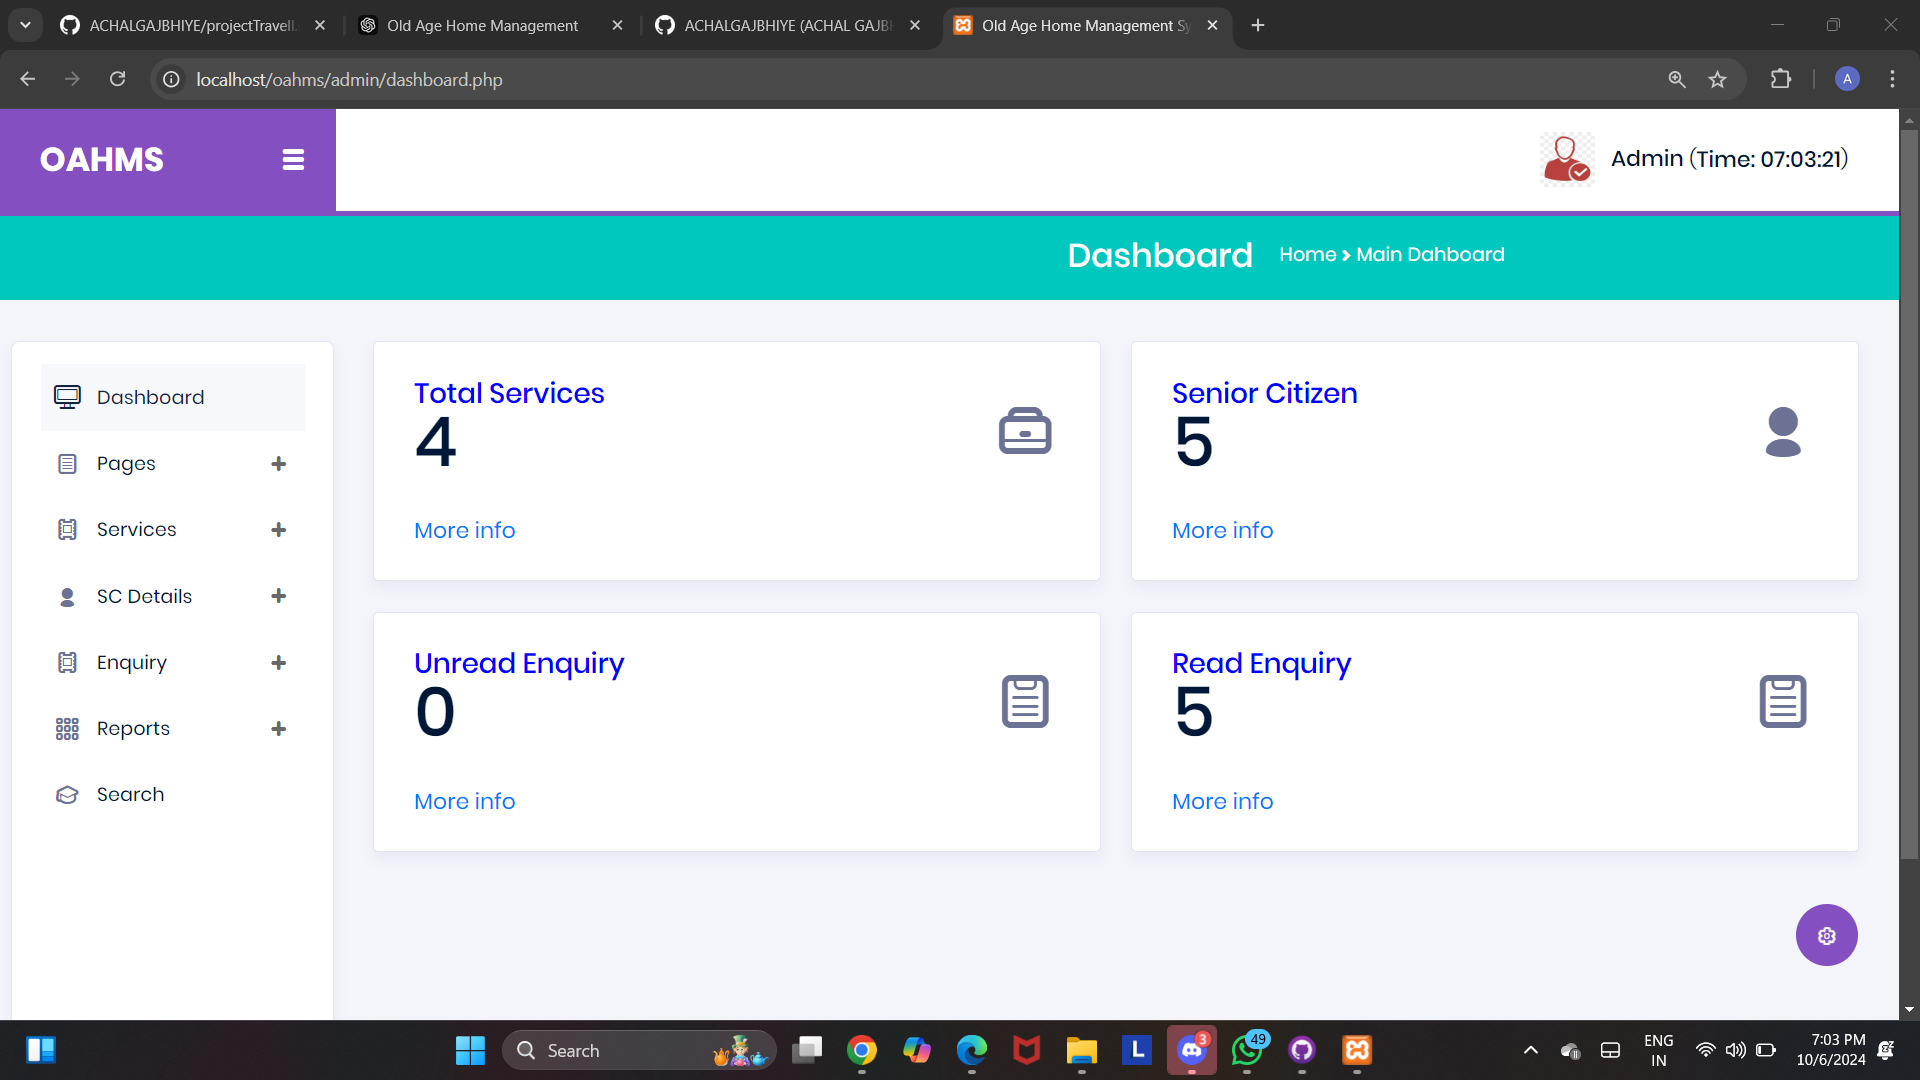 ACHALGAJBHIYE/projectTravell.
Old Age Home Management
ACHALGAJBHIYE (ACHAL GAJBH
Old Age Home Management Sy
localhost/oahms/admin/dashboard.php
A
OAHMS
Admin (Time: 07:03:21)
Dashboard
Home > Main Dahboard
Dashboard
Pages
Services
SC Details
Enquiry
Reports
Search
Total Services
4
More info
Senior Citizen
5
More info
Unread Enquiry
0
More info
Read Enquiry
5
More info
Search
L
3
49
ENG
IN
7:03 PM
10/6/2024